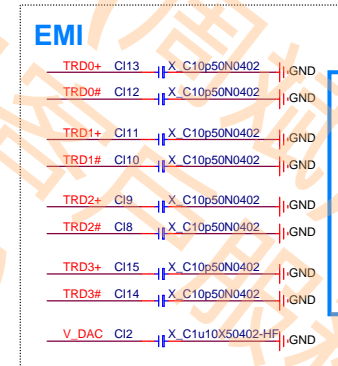 EMI
TRD0+ CI13 X_C10p50N0402 GND
TRD0# CI12 X_C10p50N0402 GND
TRD1+ CI11 X_C10p50N0402 GND
TRD1# CI10 X_C10p50N0402 GND
TRD2+ CI9 X_C10p50N0402 GND
TRD2# CI8 X_C10p50N0402 GND
TRD3+ CI15 X_C10p50N0402 GND
TRD3# CI14 X_C10p50N0402 GND
V_DAC CI2 X_C1u10X50402-HF GND